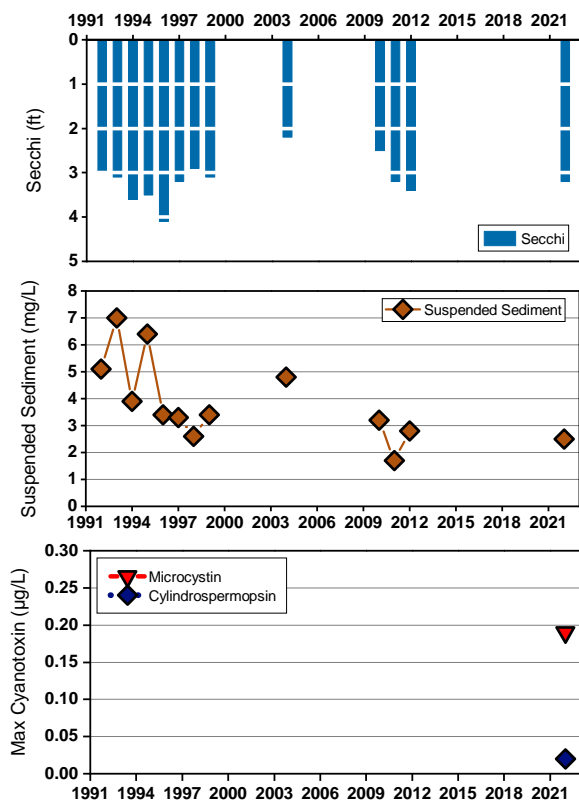 1991 1994 1997 2000 2003 2006 2009 2012 2015 2018 2021
0
1
2
3
4
5
Secchi (ft)
Secchi
8
7
6
5
4
3
2
1
0
Suspended Sediment (mg/L)
Suspended Sediment
1991 1994 1997 2000 2003 2006 2009 2012 2015 2018 2021
0.30
0.25
0.20
0.15
0.10
0.05
0.00
Max Cyanotoxin (µg/L)
Microcystin
Cylindrospermopsin
1991 1994 1997 2000 2003 2006 2009 2012 2015 2018 2021